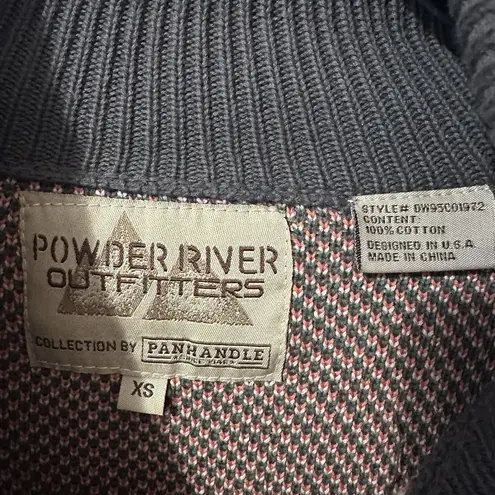 POWDER RIVER
OUTFITTERS
COLLECTION BY PANHANDLE
XS
STYLE# DW95C01972
CONTENT:
100% COTTON
DESIGNED IN U.S.A
MADE IN CHINA